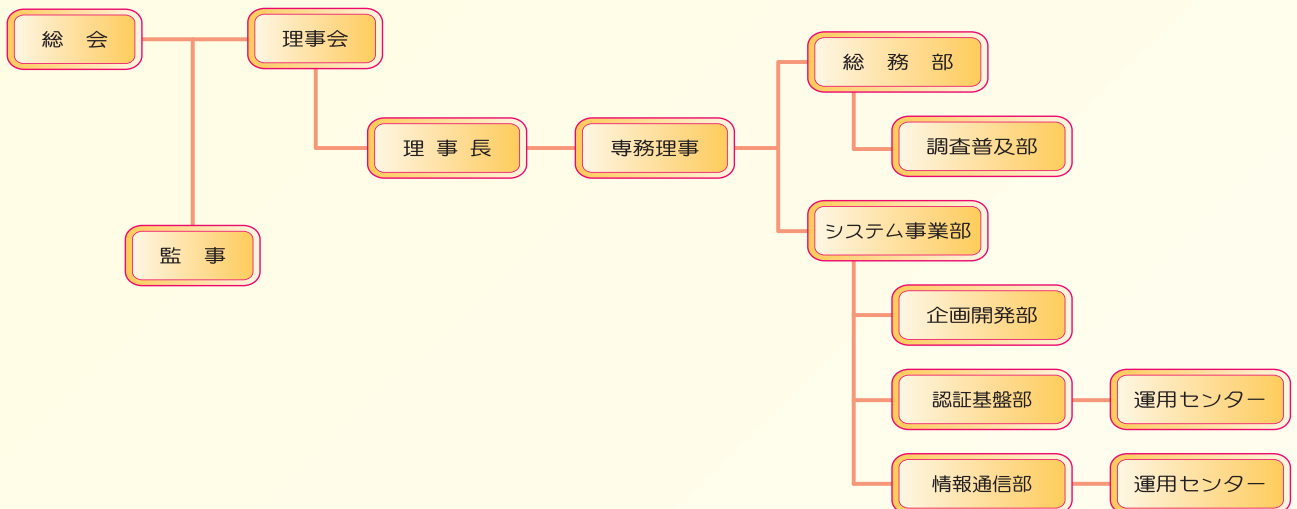 総　会
理事会
理 事 長
専務理事
監　事
総　務　部
調査普及部
システム事業部
企画開発部
認証基盤部
運用センター
情報通信部
運用センター